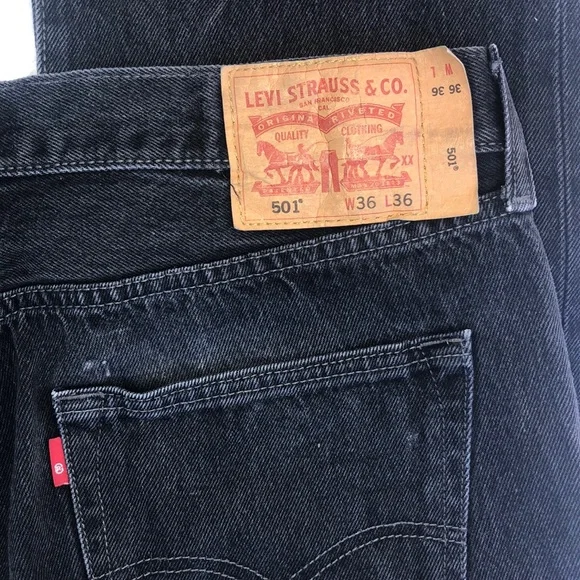 LEVI STRAUSS & CO.
SAN FRANCISCO
CAL.
ORIGINAL RIVETED
QUALITY CLOTHING
XX
501®
W36 L36
W L
36 36
501®
®